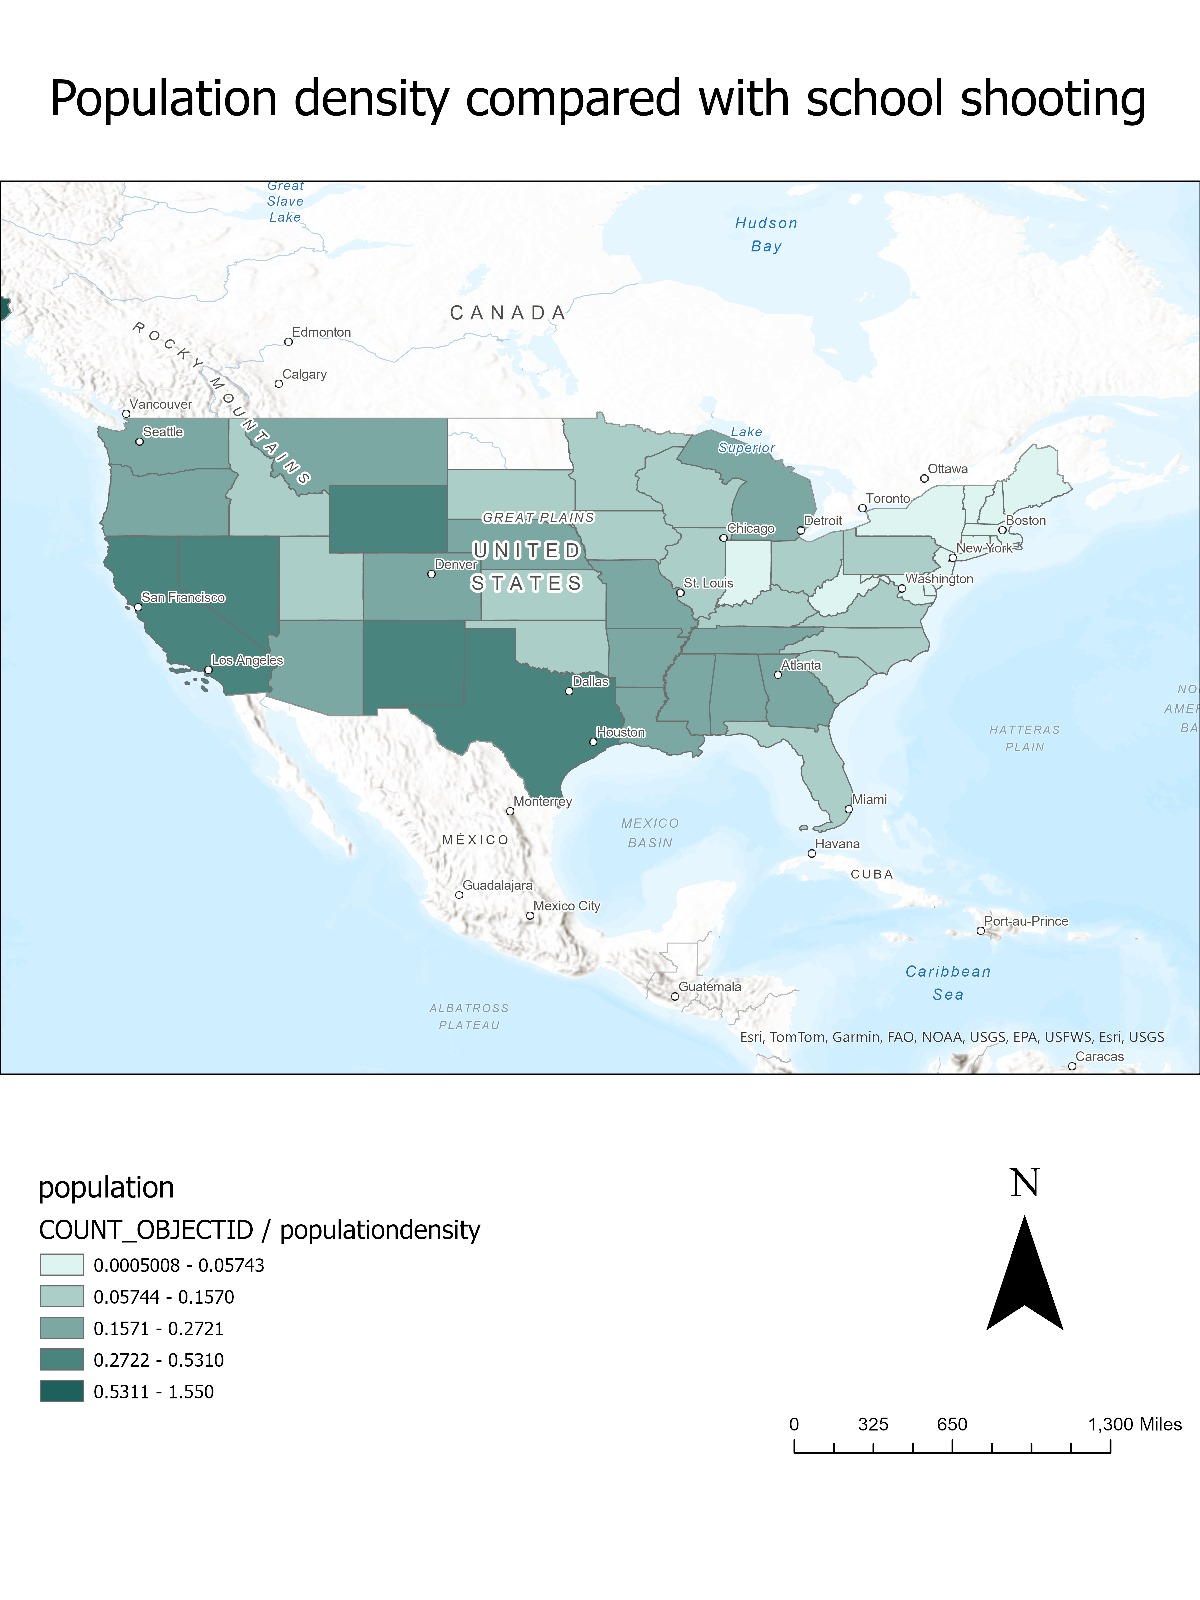 Population density compared with school shooting
Great
Slave
Lake
Hudson
Bay
CANADA
ROCKY MOUNTAINS
Edmonton
Calgary
Vancouver
Seattle
Lake
Superior
Ottawa
Toronto
GREAT PLAINS
Chicago
Detroit
Boston
UNITED
STATES
New York
Denver
St. Louis
Washington
San Francisco
Los Angeles
Atlanta
Dallas
Houston
HATTERAS
PLAIN
NO
AMER
BA
Monterrey
Miami
MEXICO
BASIN
MÉXICO
Havana
CUBA
Guadalajara
Mexico City
Port-au-Prince
Caribbean
Sea
Guatemala
ALBATROSS
PLATEAU
Esri, TomTom, Garmin, FAO, NOAA, USGS, EPA, USFWS, Esri, USGS
Caracas
population
COUNT_OBJECTID / populationdensity
0.0005008 - 0.05743
0.05744 - 0.1570
0.1571 - 0.2721
0.2722 - 0.5310
0.5311 - 1.550
N
0 325 650 1,300 Miles